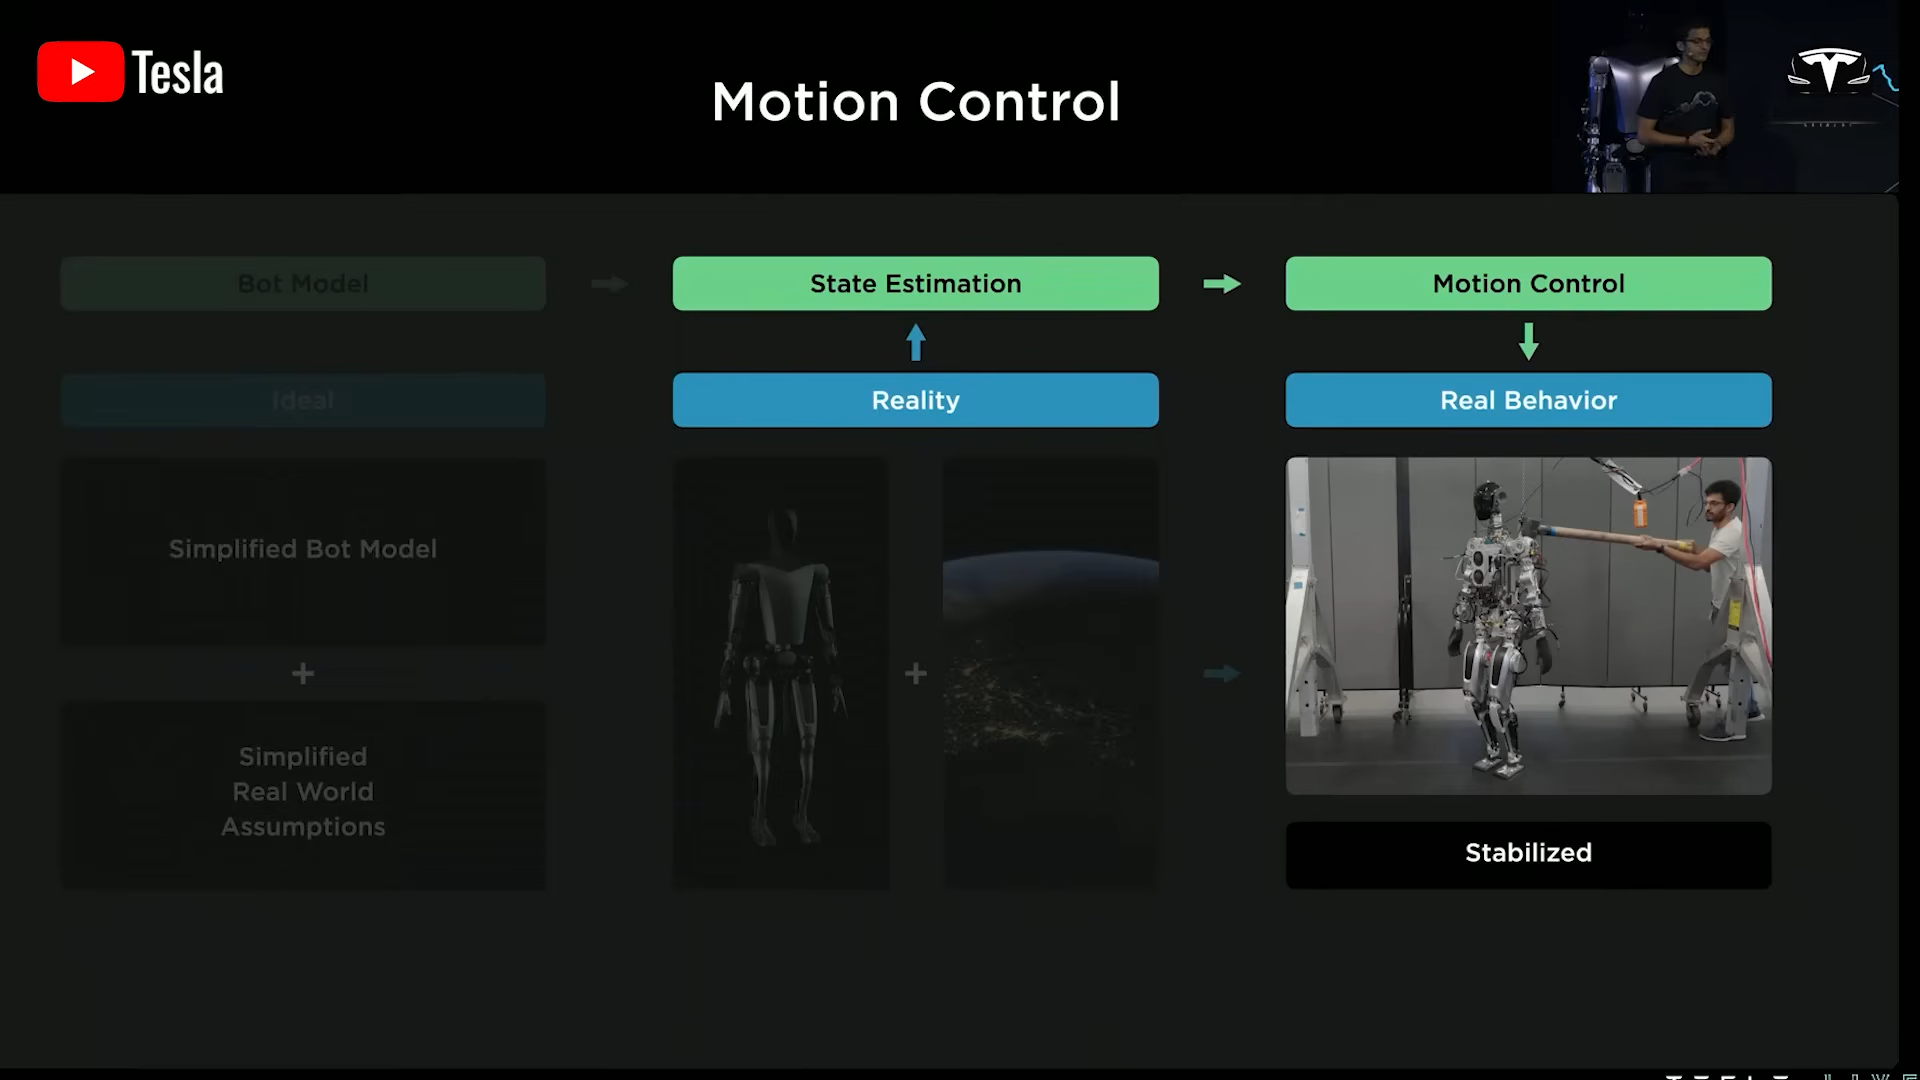 Tesla
Motion Control
Bot Model
State Estimation
Motion Control
Ideal
Reality
Real Behavior
Simplified Bot Model
+
+
Simplified
Real World
Assumptions
Stabilized